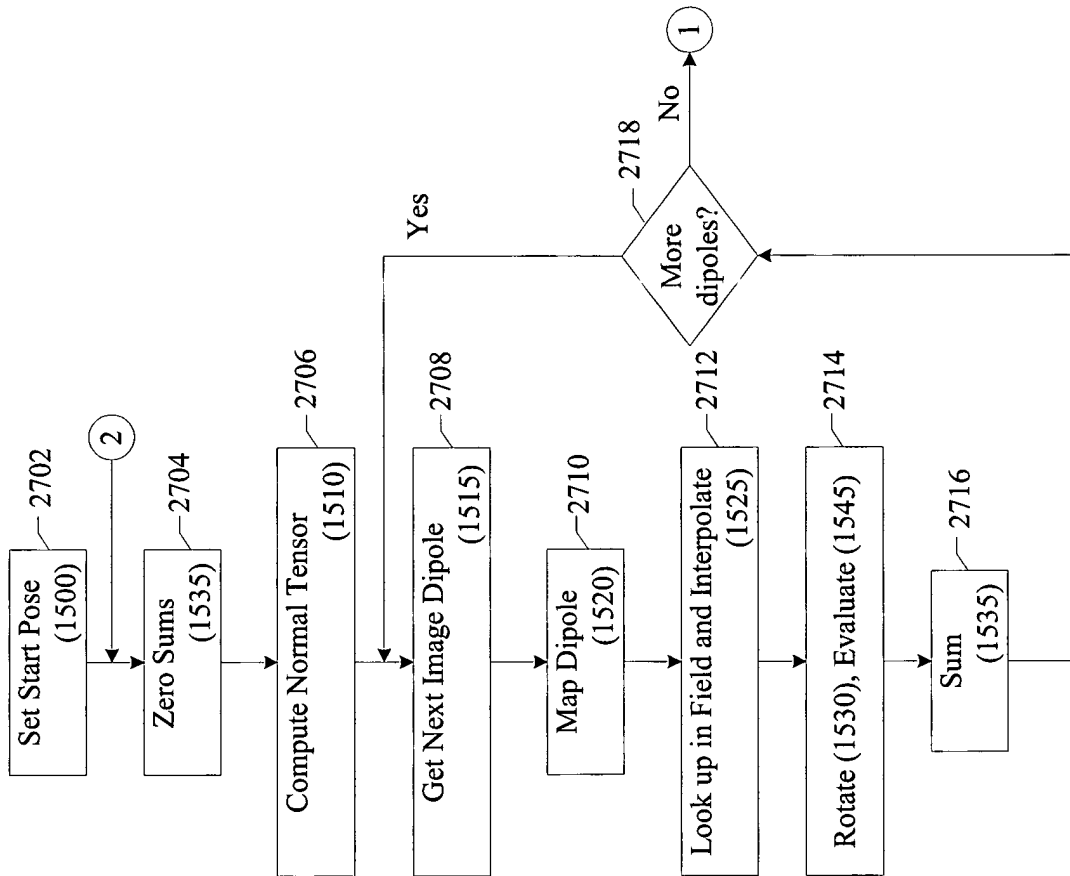 Set Start Pose
(1500)
2702
2
Zero Sums
(1535)
2704
Compute Normal Tensor
(1510)
2706
Get Next Image Dipole
(1515)
2708
Map Dipole
(1520)
2710
Look up in Field and Interpolate
(1525)
2712
Rotate (1530), Evaluate (1545)
2714
Sum
(1535)
2716
More
dipoles?
2718
Yes
No
1